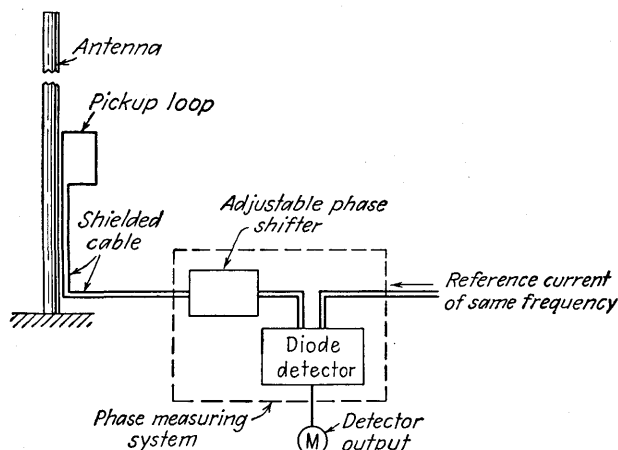 Antenna
Pickup loop
Shielded
cable
Adjustable phase
shifter
Reference current
of same frequency
Diode
detector
Phase measuring
system
M
Detector
output